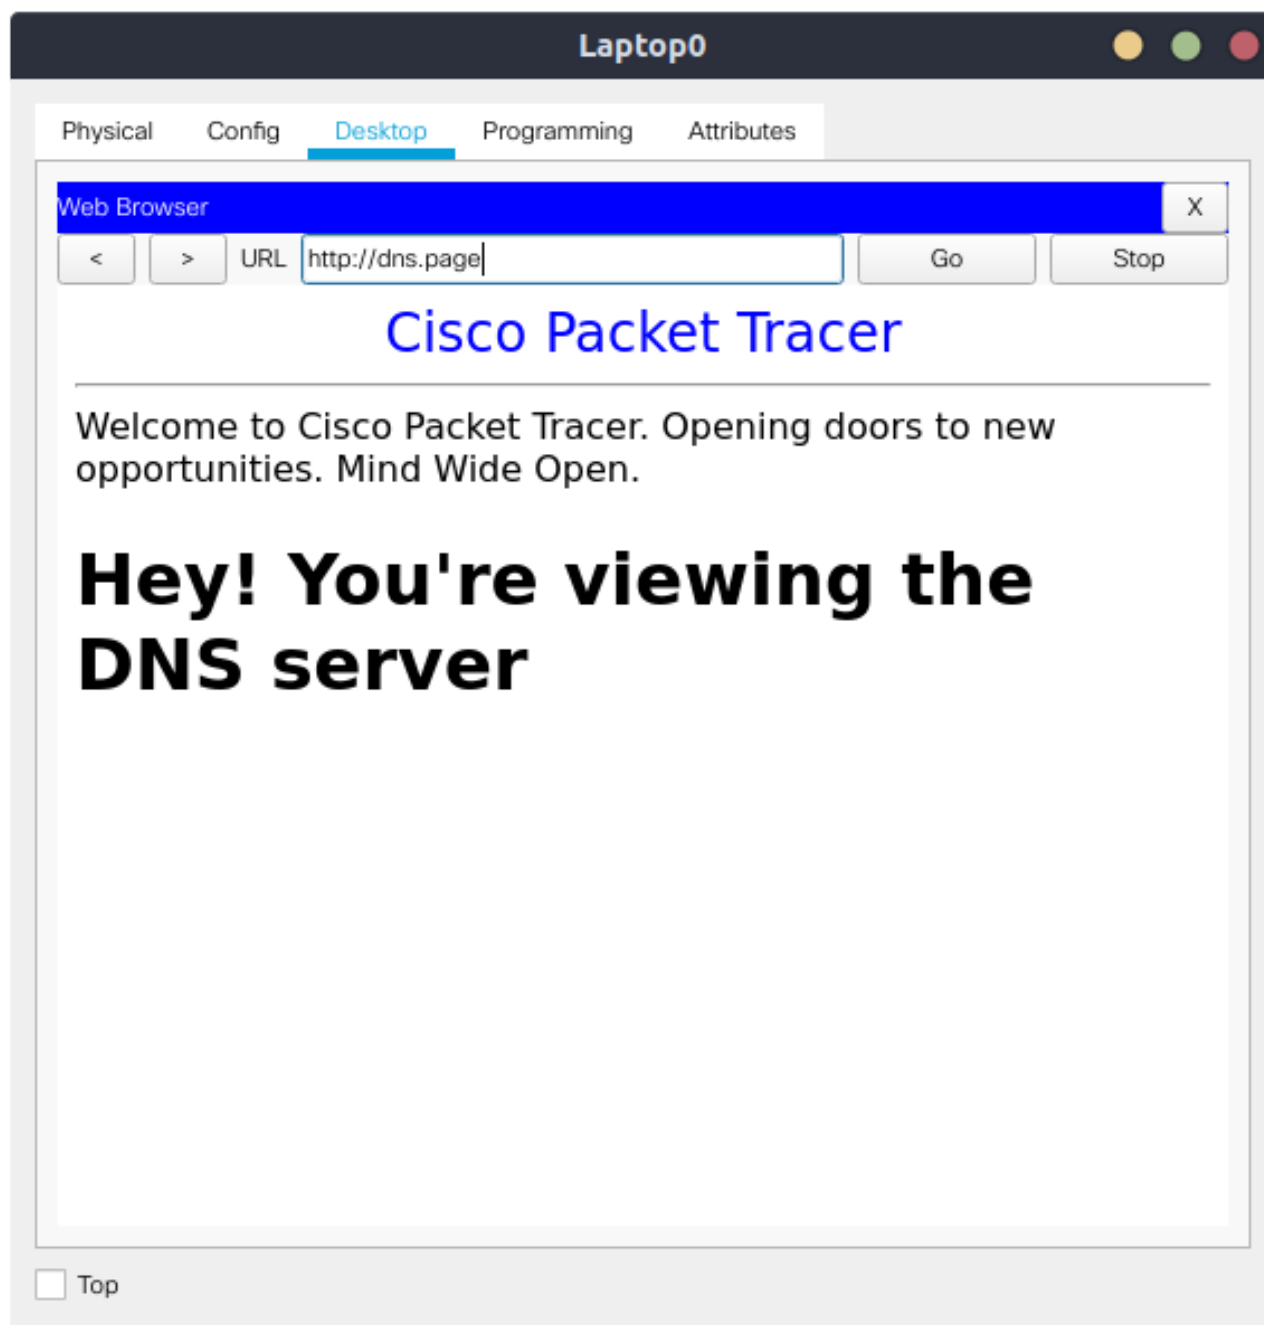 Laptop0
Physical Config Desktop Programming Attributes
Web Browser X
< > URL http://dns.page Go Stop
Cisco Packet Tracer
Welcome to Cisco Packet Tracer. Opening doors to new
opportunities. Mind Wide Open.
Hey! You're viewing the
DNS server
Top